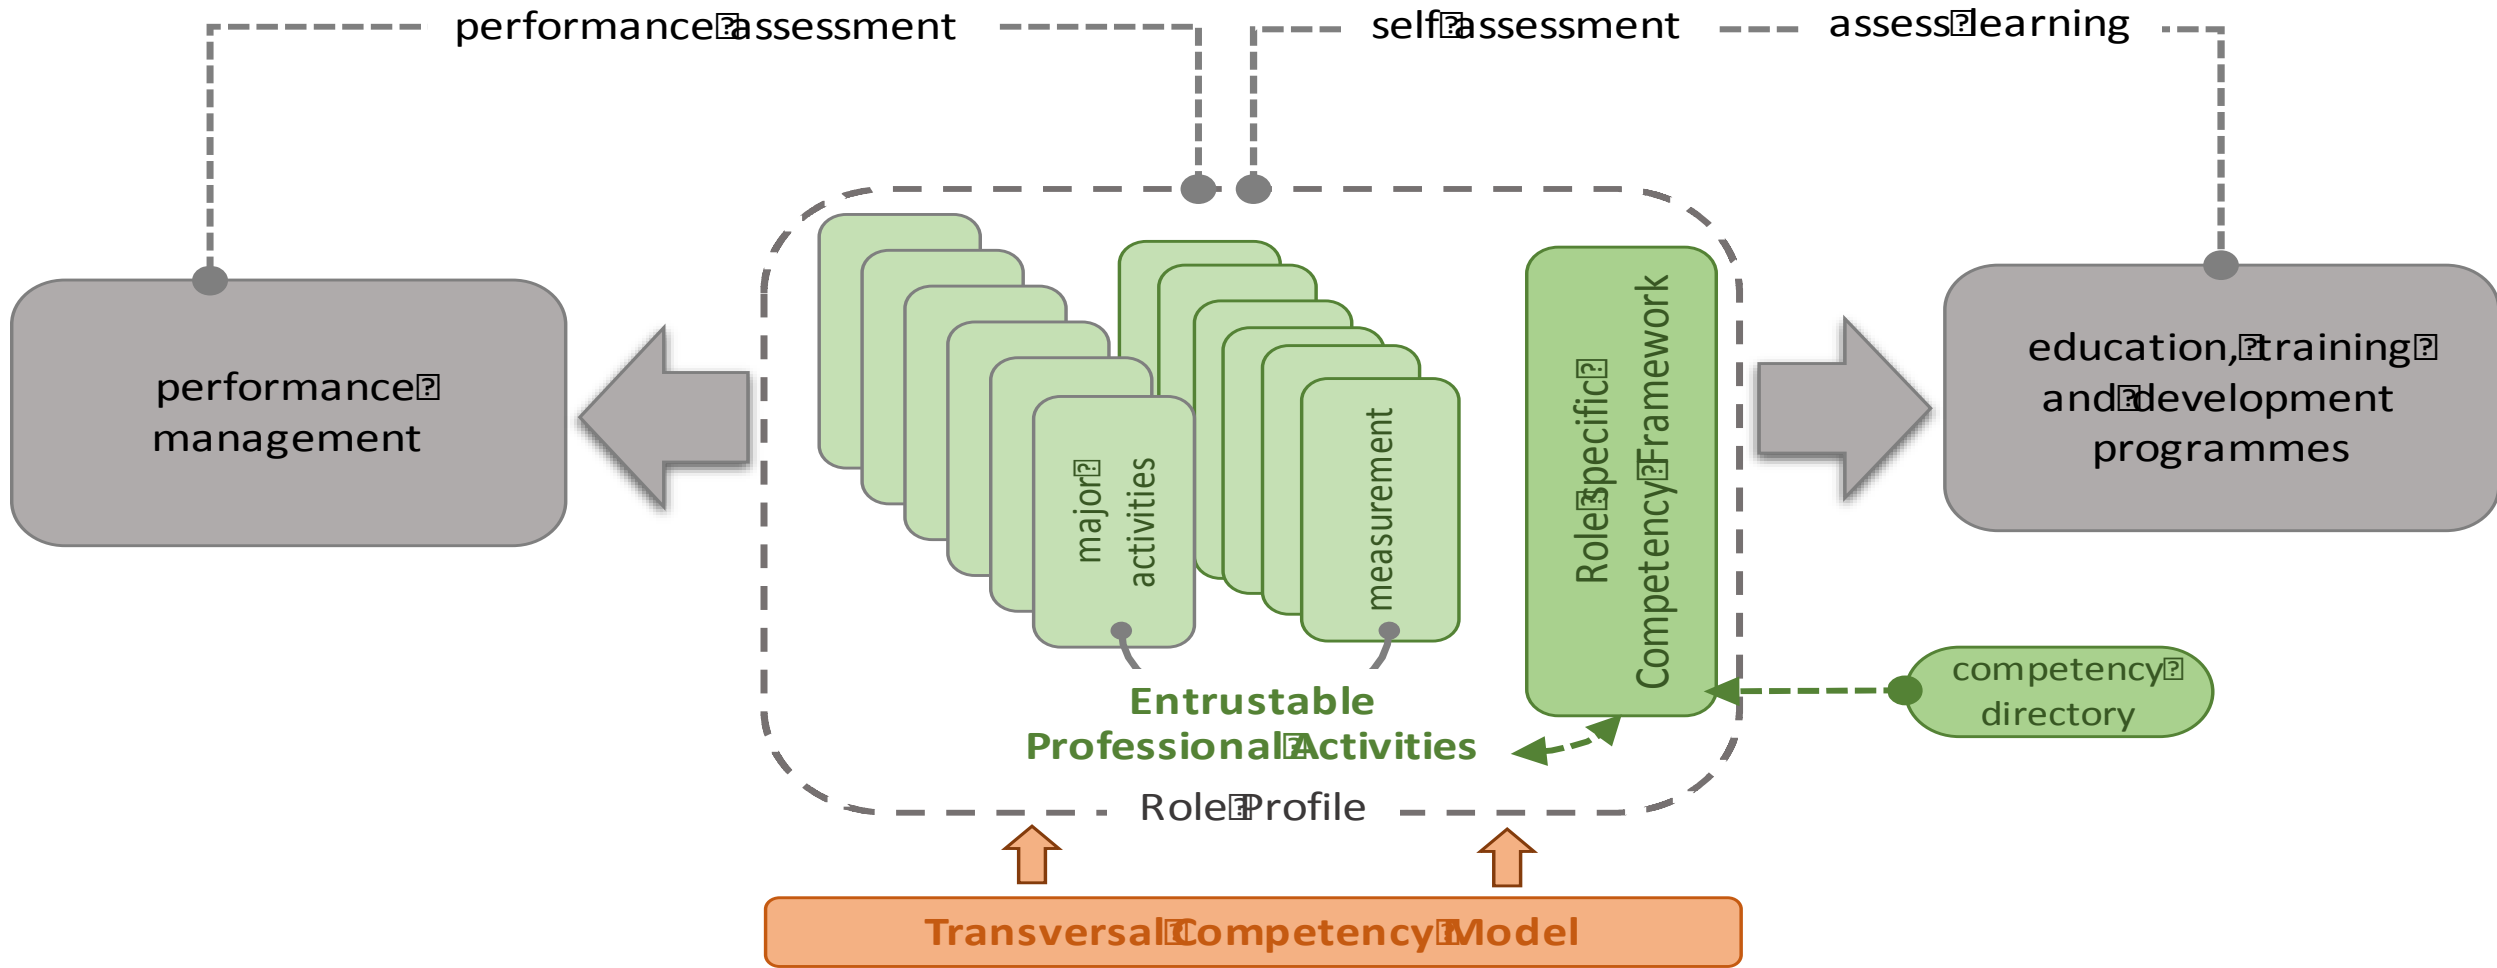 performance assessment
self assessment
assess learning
performance
management
major
activities
measurement
Role specific
Competency Framework
education, training
and development
programmes
competency
directory
Entrustable
Professional Activities
Role Profile
Transversal Competency Model